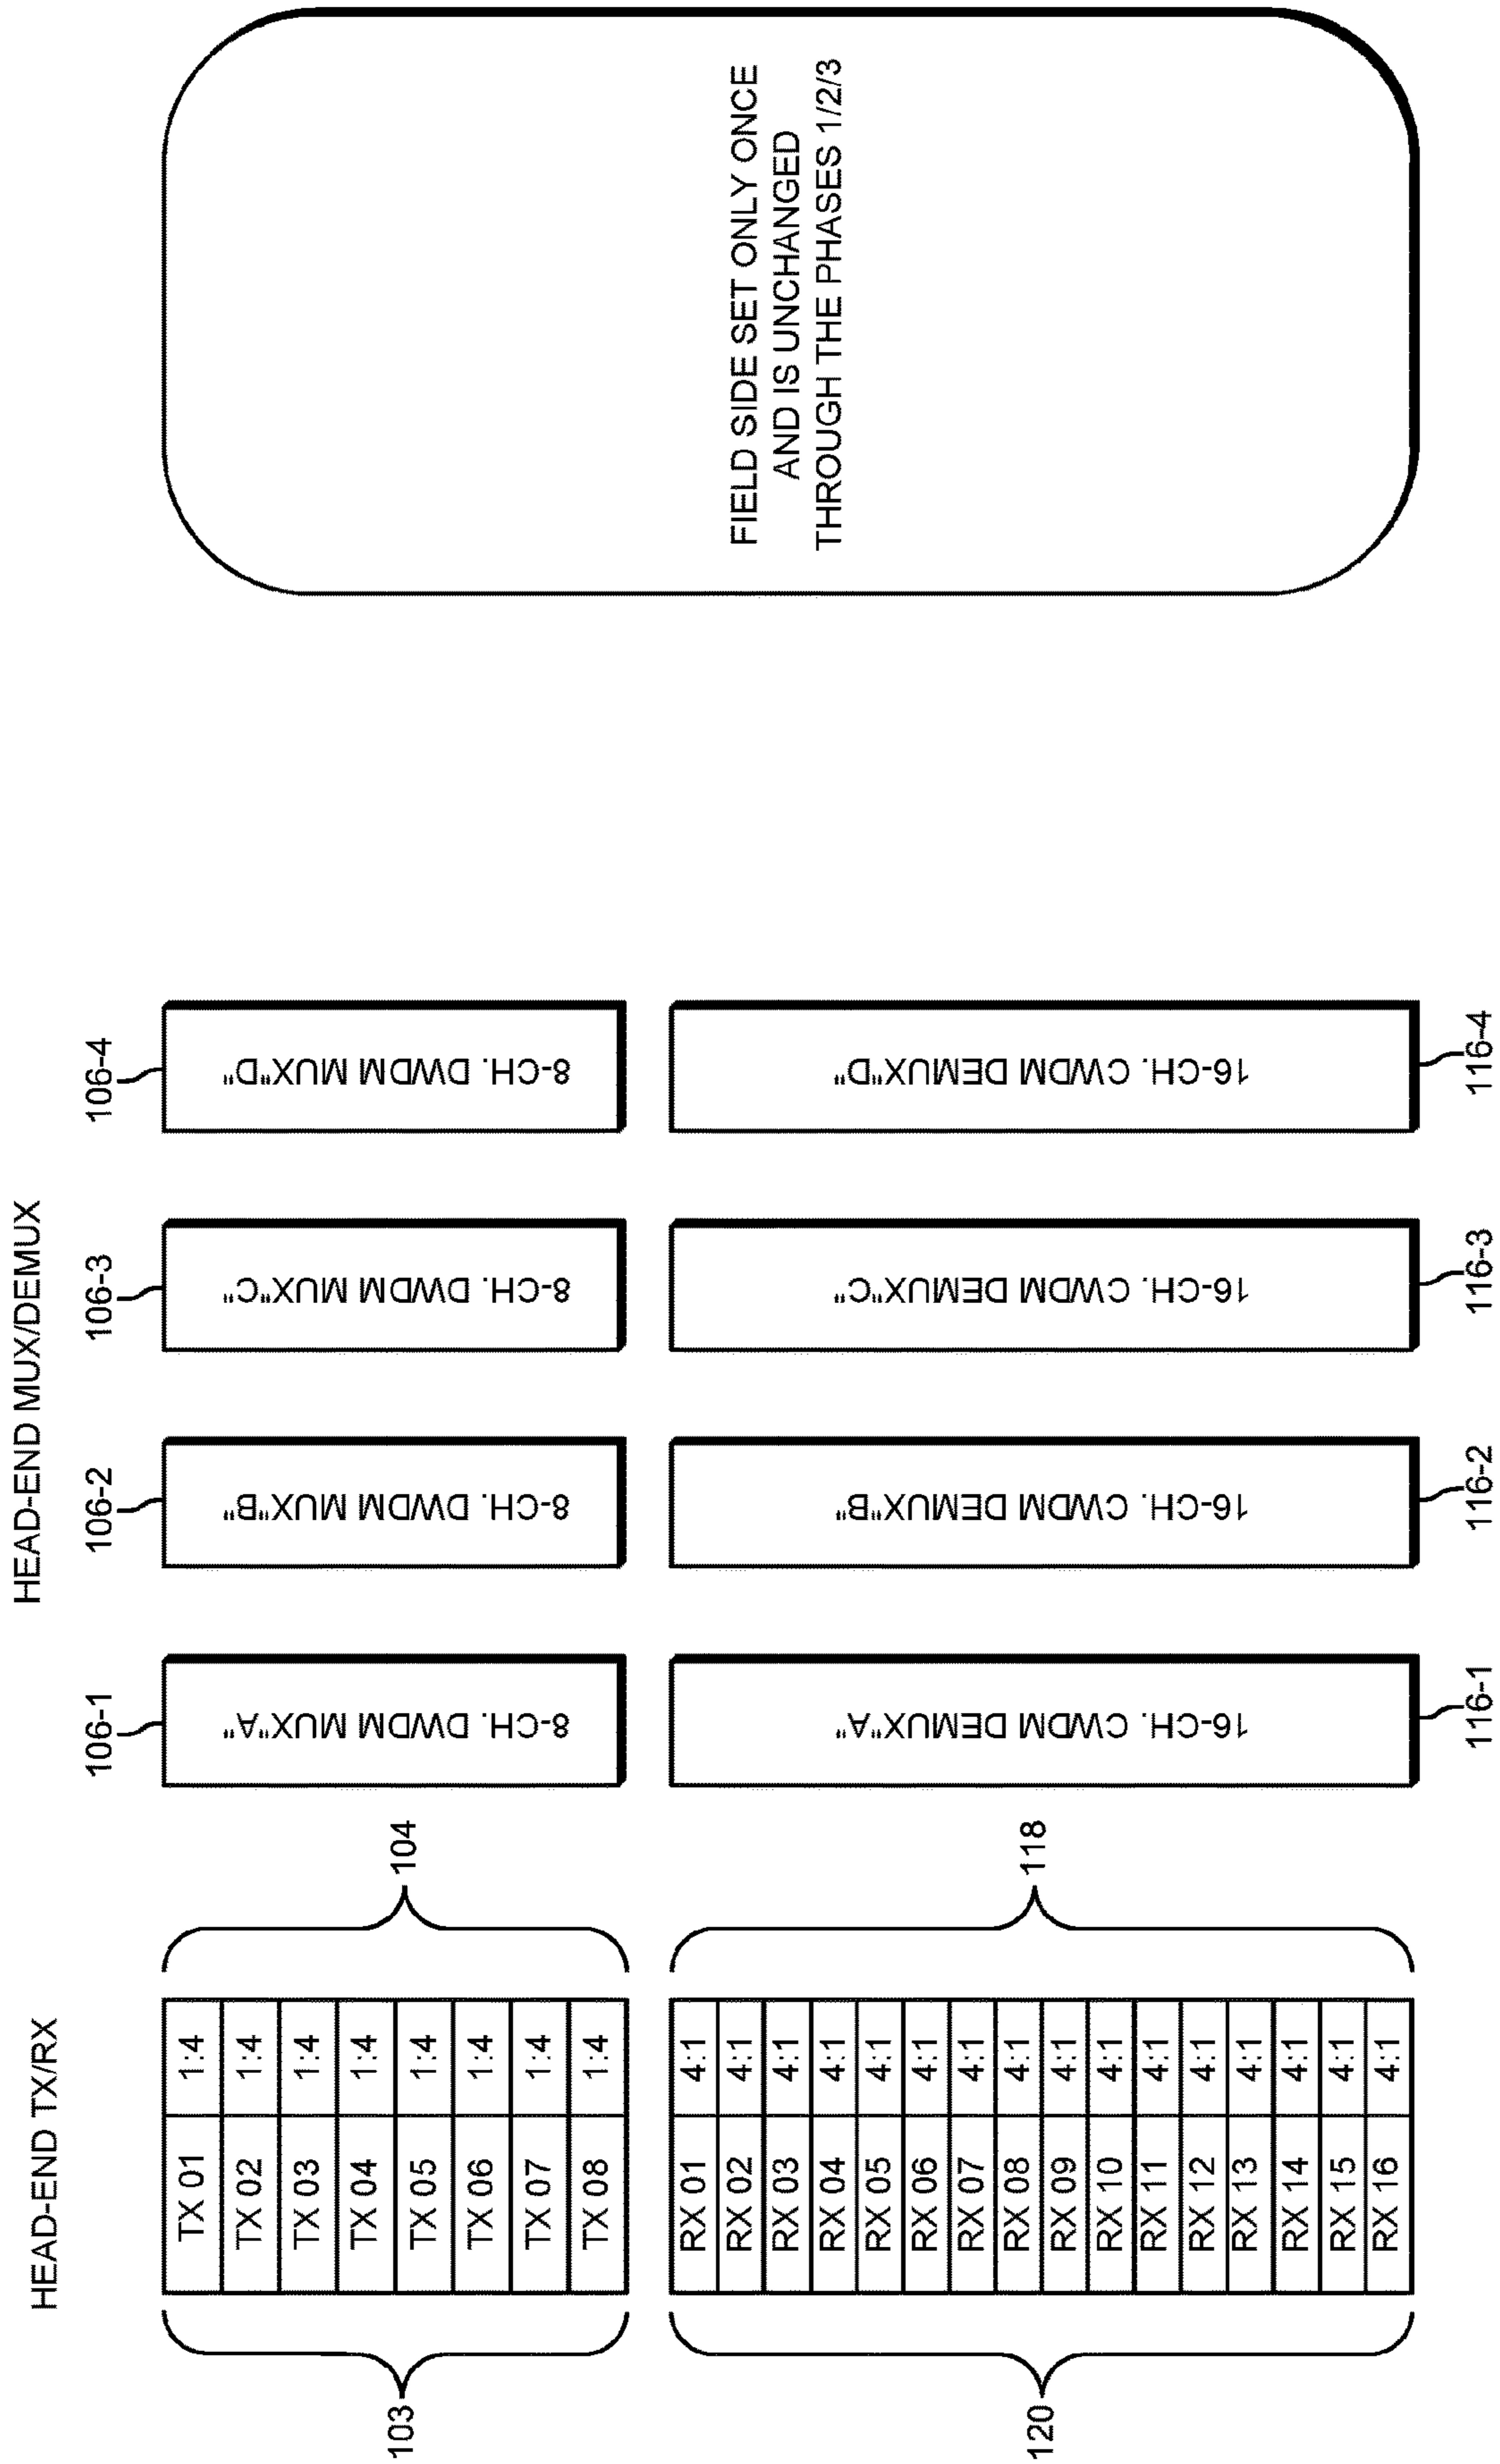 HEAD-END TX/RX
HEAD-END MUX/DEMUX
103
TX 01 1:4
TX 02 1:4
TX 03 1:4
TX 04 1:4
TX 05 1:4
TX 06 1:4
TX 07 1:4
TX 08 1:4
104
106-1
8-CH. DWDM MUX"A"
106-2
8-CH. DWDM MUX"B"
106-3
8-CH. DWDM MUX"C"
106-4
8-CH. DWDM MUX"D"
120
RX 01 4:1
RX 02 4:1
RX 03 4:1
RX 04 4:1
RX 05 4:1
RX 06 4:1
RX 07 4:1
RX 08 4:1
RX 09 4:1
RX 10 4:1
RX 11 4:1
RX 12 4:1
RX 13 4:1
RX 14 4:1
RX 15 4:1
RX 16 4:1
118
16-CH. CWDM DEMUX"A"
116-1
16-CH. CWDM DEMUX"B"
116-2
16-CH. CWDM DEMUX"C"
116-3
16-CH. CWDM DEMUX"D"
116-4
FIELD SIDE SET ONLY ONCE
AND IS UNCHANGED
THROUGH THE PHASES 1/2/3